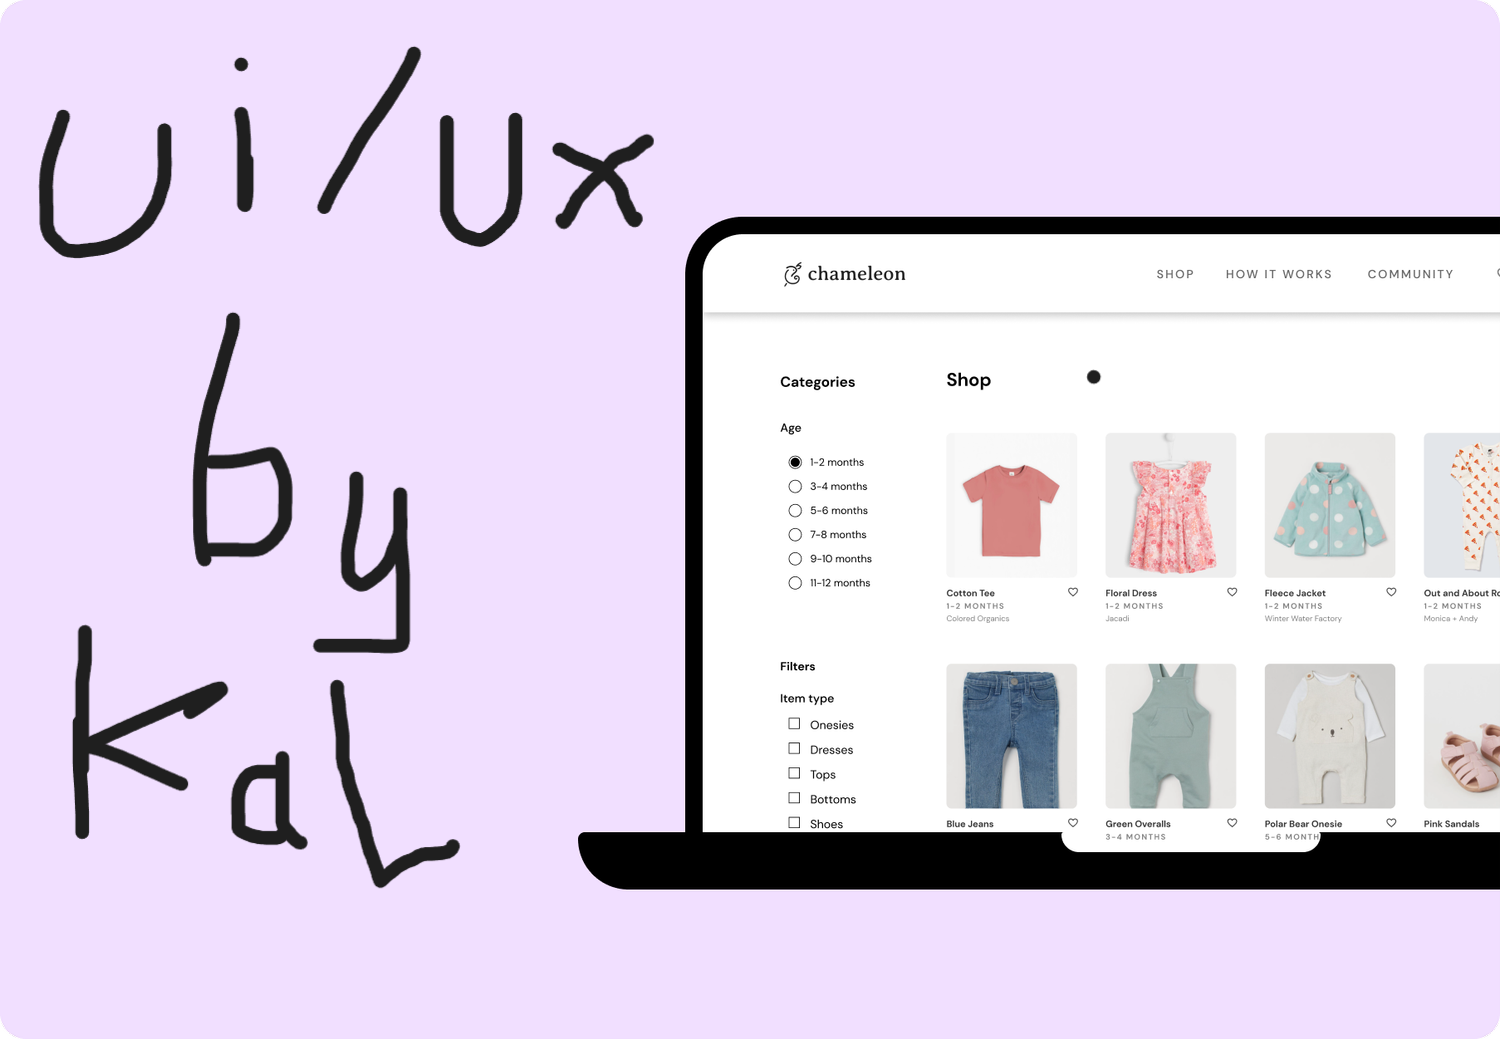 ui/ux
by
Kal
chameleon
SHOP HOW IT WORKS COMMUNITY
Categories
Shop
Age
1-2 months
3-4 months
5-6 months
7-8 months
9-10 months
11-12 months
Cotton Tee
1-2 MONTHS
Colored Organics
Floral Dress
1-2 MONTHS
Jacadi
Fleece Jacket
1-2 MONTHS
Winter Water Factory
Out and About Ro
1-2 MONTHS
Monica + Andy
Filters
Item type
Onesies
Dresses
Tops
Bottoms
Shoes
Blue Jeans
Green Overalls
3-4 MONTHS
Polar Bear Onesie
5-6 MONTH
Pink Sandals